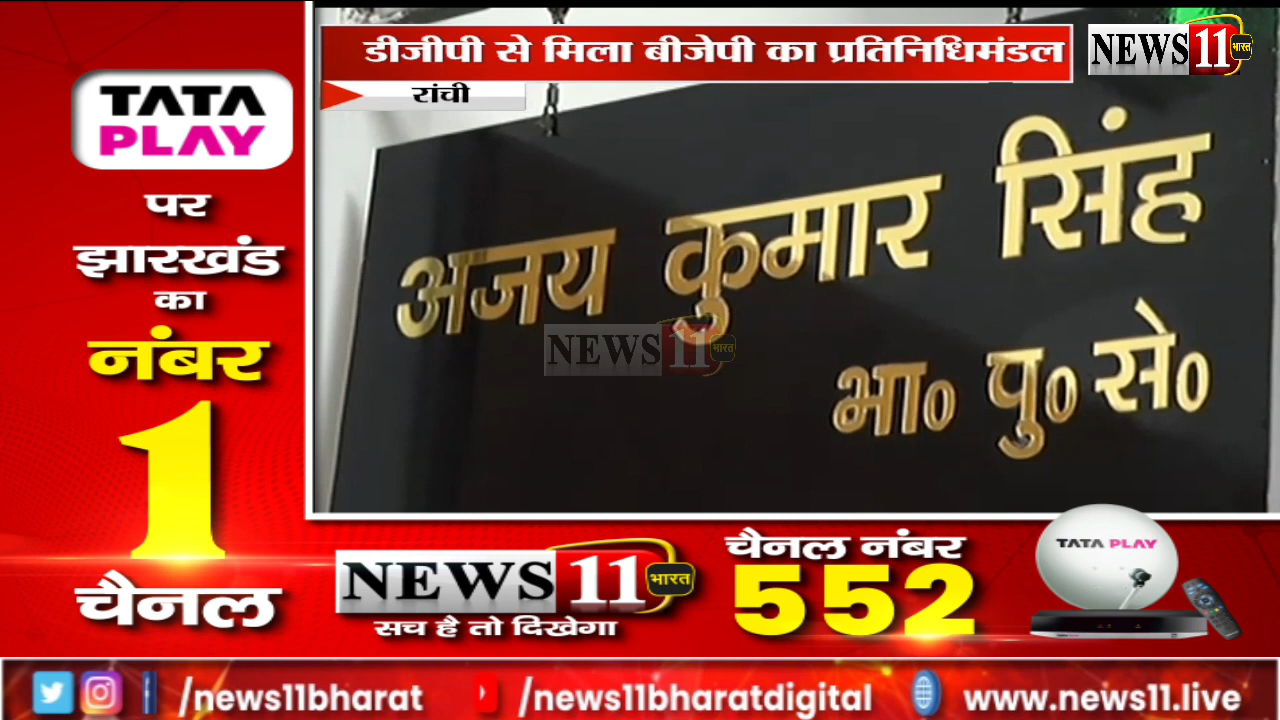 डीजीपी से मिला बीजेपी का प्रतिनिधिमंडल
रांची
NEWS 11 भारत
TATA
PLAY
पर
झारखंड
का
नंबर
1
चैनल
अजय कुमार सिंह
भा० पु० से०
NEWS 11 भारत
NEWS 11 भारत
सच है तो दिखेगा
चैनल नंबर
552
TATA PLAY
/news11bharat
/news11bharatdigital
www.news11.live